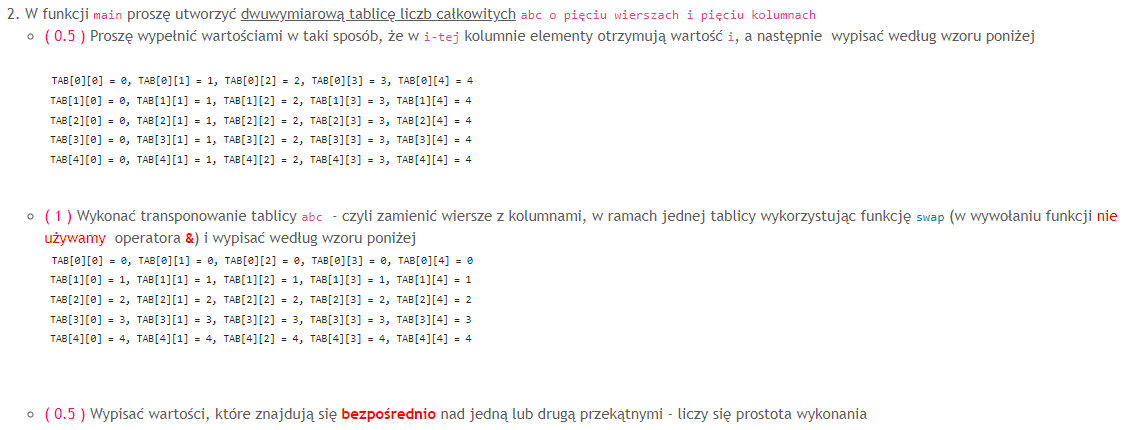 2. W funkcji main proszę utworzyć dwuwymiarową tablicę liczb całkowitych abc o pięciu wierszach i pięciu kolumnach
( 0.5 ) Proszę wypełnić wartościami w taki sposób, że w i-tej kolumnie elementy otrzymują wartość i, a następnie wypisać według wzoru poniżej
TAB[0][0] = 0, TAB[0][1] = 1, TAB[0][2] = 2, TAB[0][3] = 3, TAB[0][4] = 4
TAB[1][0] = 0, TAB[1][1] = 1, TAB[1][2] = 2, TAB[1][3] = 3, TAB[1][4] = 4
TAB[2][0] = 0, TAB[2][1] = 1, TAB[2][2] = 2, TAB[2][3] = 3, TAB[2][4] = 4
TAB[3][0] = 0, TAB[3][1] = 1, TAB[3][2] = 2, TAB[3][3] = 3, TAB[3][4] = 4
TAB[4][0] = 0, TAB[4][1] = 1, TAB[4][2] = 2, TAB[4][3] = 3, TAB[4][4] = 4
( 1 ) Wykonać transponowanie tablicy abc - czyli zamienić wiersze z kolumnami, w ramach jednej tablicy wykorzystując funkcję swap (w wywołaniu funkcji nie
używamy operatora &) i wypisać według wzoru poniżej
TAB[0][0] = 0, TAB[0][1] = 0, TAB[0][2] = 0, TAB[0][3] = 0, TAB[0][4] = 0
TAB[1][0] = 1, TAB[1][1] = 1, TAB[1][2] = 1, TAB[1][3] = 1, TAB[1][4] = 1
TAB[2][0] = 2, TAB[2][1] = 2, TAB[2][2] = 2, TAB[2][3] = 2, TAB[2][4] = 2
TAB[3][0] = 3, TAB[3][1] = 3, TAB[3][2] = 3, TAB[3][3] = 3, TAB[3][4] = 3
TAB[4][0] = 4, TAB[4][1] = 4, TAB[4][2] = 4, TAB[4][3] = 4, TAB[4][4] = 4
( 0.5 ) Wypisać wartości, które znajdują się bezpośrednio nad jedną lub drugą przekątnymi - liczy się prostota wykonania